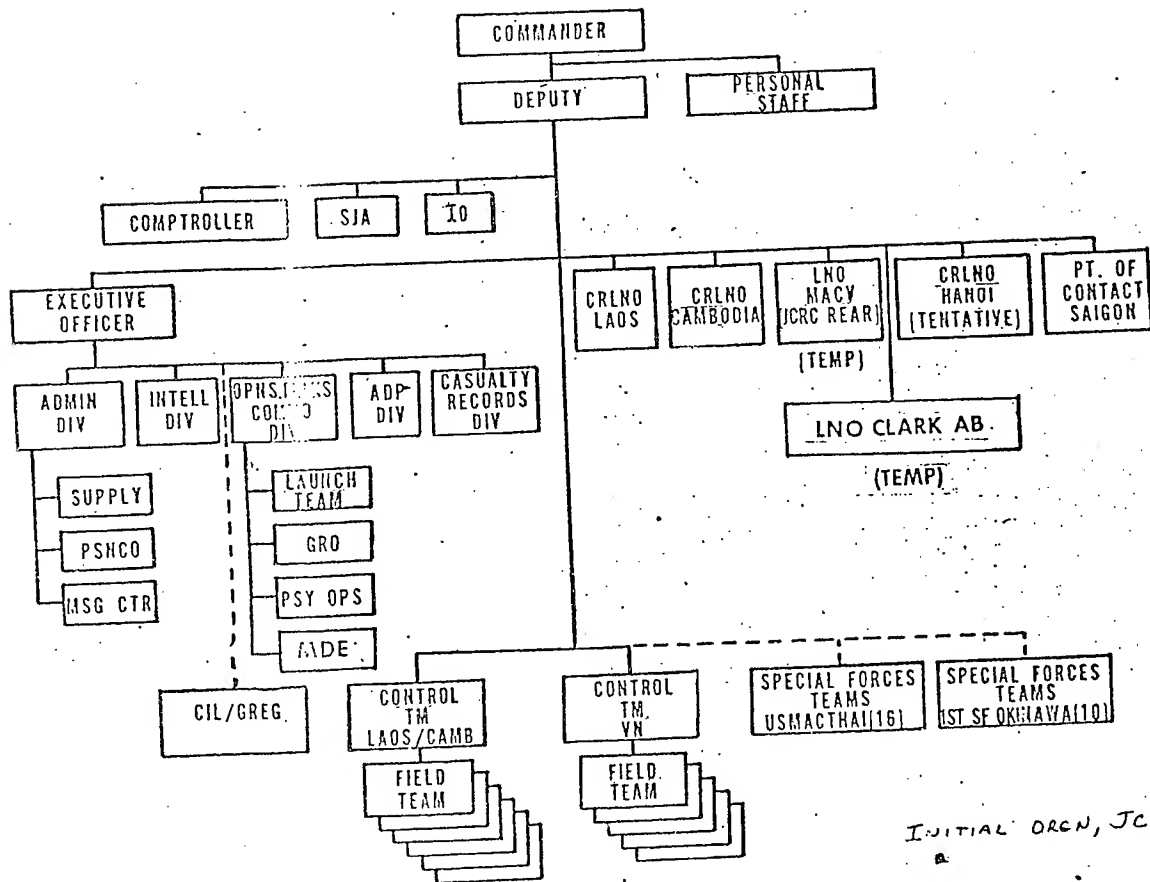 COMMANDER
DEPUTY
PERSONAL
STAFF
COMPTROLLER
SJA
IO
EXECUTIVE
OFFICER
CRLNO
LAOS
CRLNO
CAMBODIA
LNO
MACV
(JCRC REAR)
(TEMP)
CRLNO
HANOI
(TENTATIVE)
PT. OF
CONTACT
SAIGON
LNO CLARK AB
(TEMP)
ADMIN
DIV
INTELL
DIV
DIV
ADP
DIV
CASUALTY
RECORDS
DIV
SUPPLY
PSNCO
MSG CTR
LAUNCH
TEAM
GRO
PSY OPS
MDE
CIL/GREG
CONTROL
TM
LAOS/CAMB
CONTROL
TM
VN
SPECIAL FORCES
TEAMS
USMACTHAI(16)
SPECIAL FORCES
TEAMS
1ST SF OKINAWA(10)
FIELD
TEAM
FIELD
TEAM
INITIAL ORGN, JC